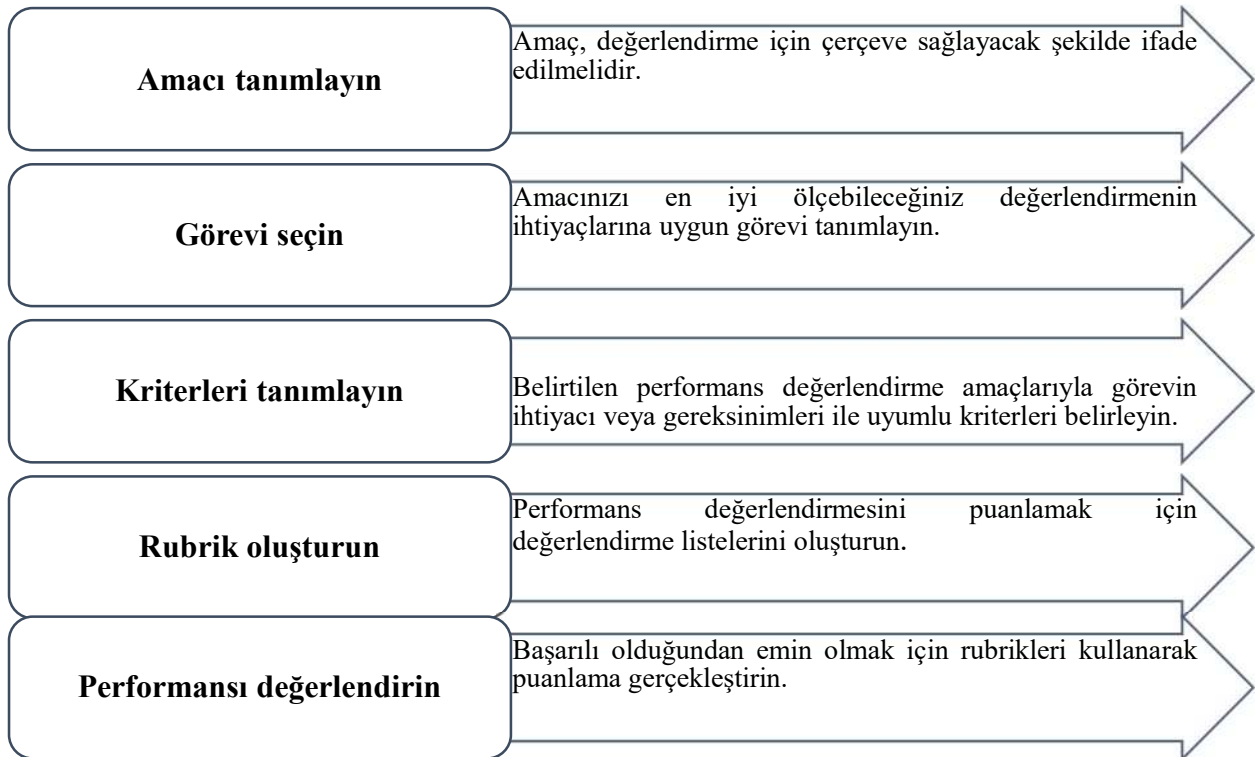 Amacı tanımlayın
Amaç, değerlendirme için çerçeve sağlayacak şekilde ifade
edilmelidir.
Görevi seçin
Amacınızı en iyi ölçebileceğiniz değerlendirmenin
ihtiyaçlarına uygun görevi tanımlayın.
Kriterleri tanımlayın
Belirtilen performans değerlendirme amaçlarıyla görevin
ihtiyacı veya gereksinimleri ile uyumlu kriterleri belirleyin.
Rubrik oluşturun
Performans değerlendirmesini puanlamak için
değerlendirme listelerini oluşturun.
Performansı değerlendirin
Başarılı olduğundan emin olmak için rubrikleri kullanarak
puanlama gerçekleştirin.